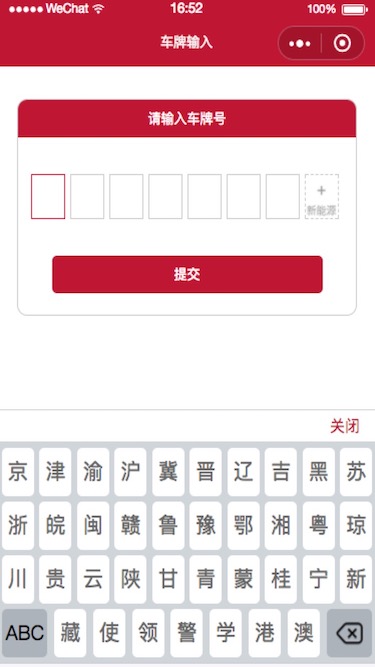 WeChat 16:52 100%
车牌输入
请输入车牌号
+
新能源
提交
关闭
京 津 渝 沪 冀 晋 辽 吉 黑 苏
浙 皖 闽 赣 鲁 豫 鄂 湘 粤 琼
川 贵 云 陕 甘 青 蒙 桂 宁 新
ABC 藏 使 领 警 学 港 澳